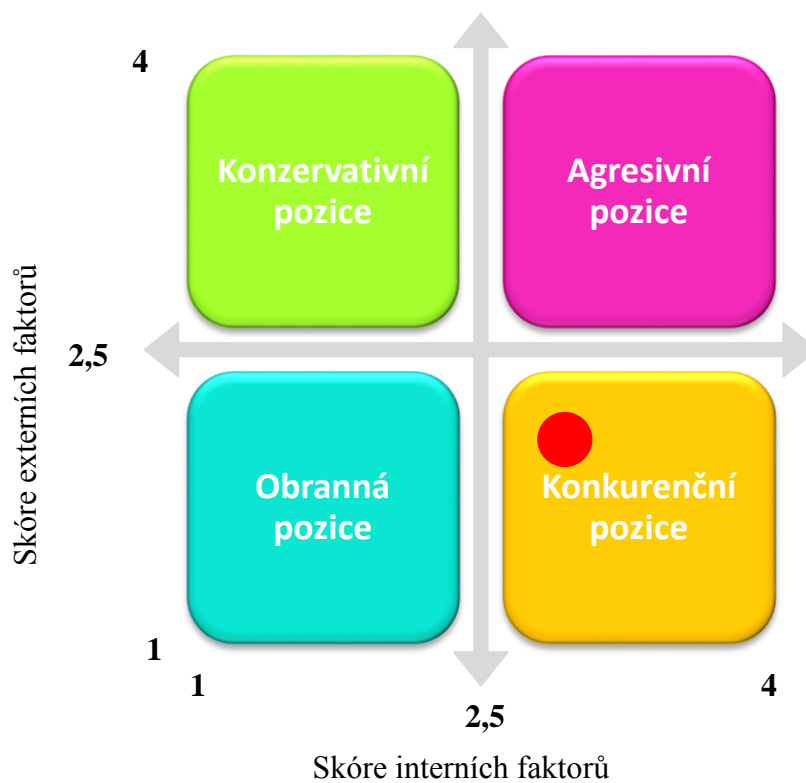 4
Konzervativní
pozice
Agresivní
pozice
Skóre externích faktorů
2,5
Obranná
pozice
Konkurenční
pozice
1
1
2,5
4
Skóre interních faktorů